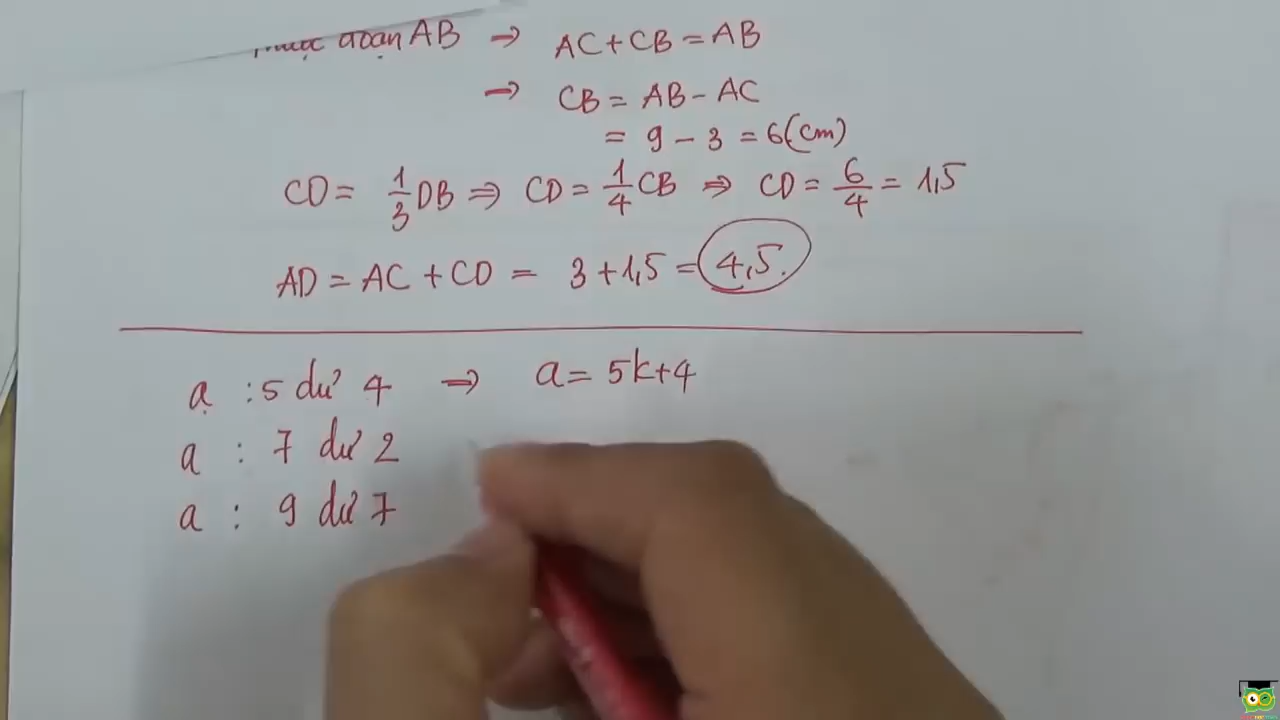 đoạn AB ⇒ AC + CB = AB
⇒ CB = AB - AC
= 9 - 3 = 6(cm)
CD = 1/3 DB ⇒ CD = 1/4 CB ⇒ CD = 6/4 = 1,5
AD = AC + CD = 3 + 1,5 = 4,5.
a : 5 dư 4 ⇒ a = 5k+4
a : 7 dư 2
a : 9 dư 7